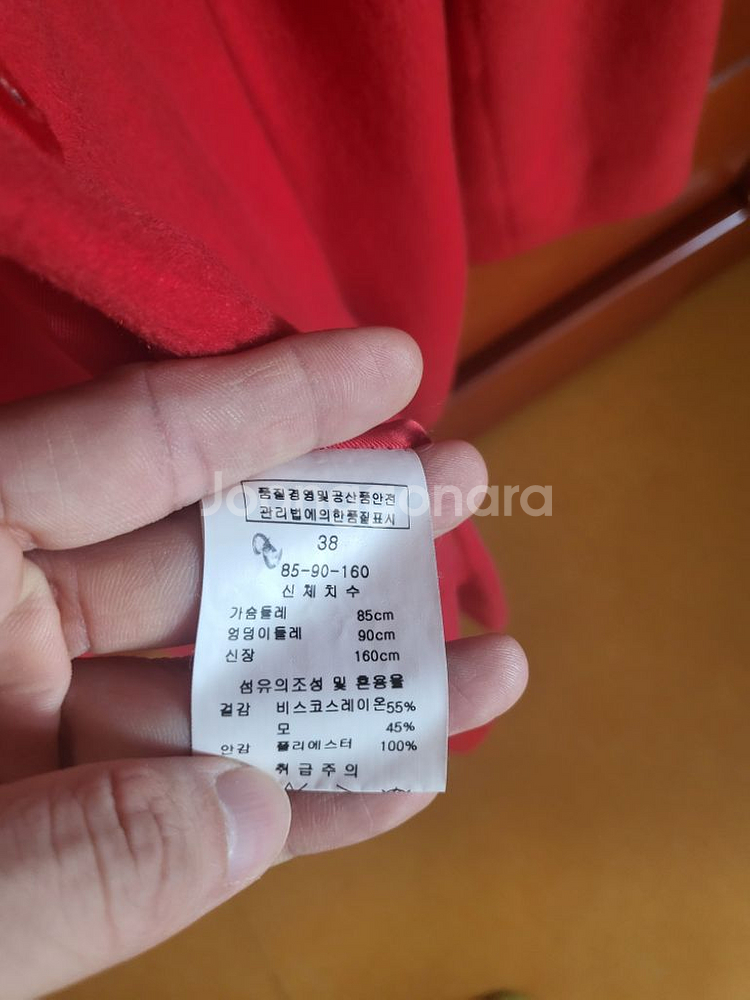 품질경영및공산품안전
관리법에의한품질표시
38
85-90-160
신체치수
가슴둘레 85cm
엉덩이둘레 90cm
신장 160cm
섬유의조성 및 혼용율
겉감 비스코스레이온55%
모 45%
안감 폴리에스터 100%
취급주의